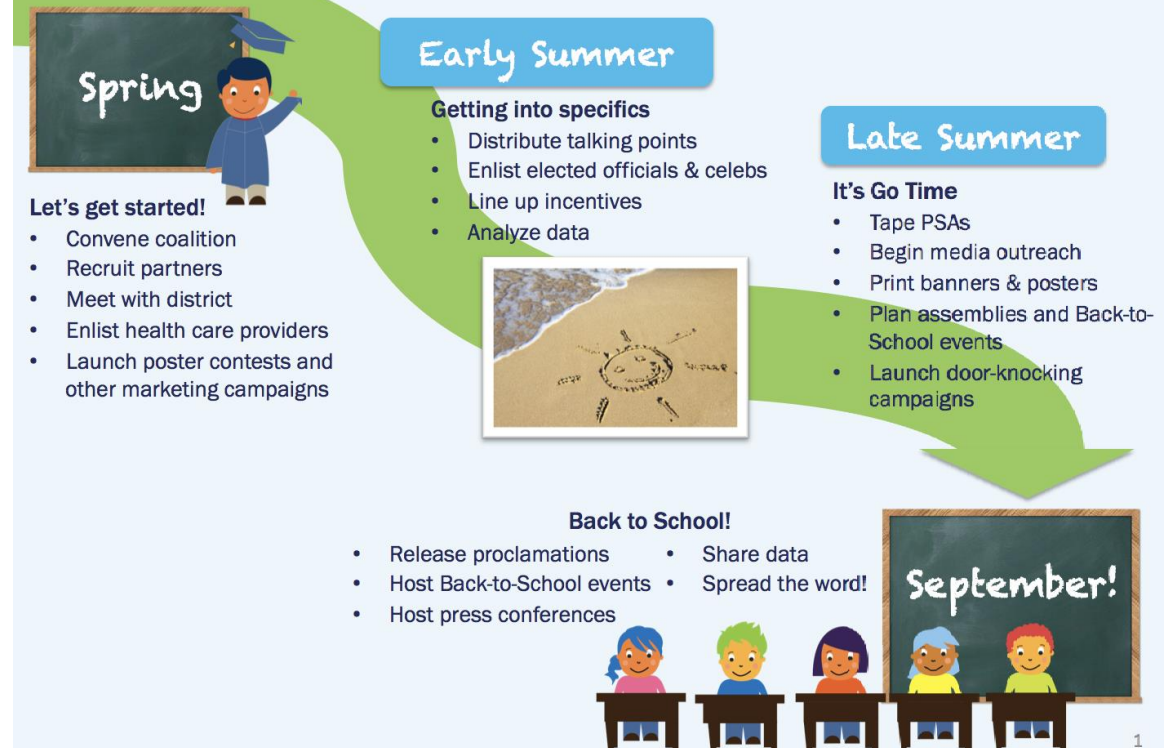 Spring
Let's get started!
• Convene coalition
• Recruit partners
• Meet with district
• Enlist health care providers
• Launch poster contests and
other marketing campaigns
Early Summer
Getting into specifics
• Distribute talking points
• Enlist elected officials & celebs
• Line up incentives
• Analyze data
Late Summer
It's Go Time
• Tape PSAs
• Begin media outreach
• Print banners & posters
• Plan assemblies and Back-to-
School events
• Launch door-knocking
campaigns
September!
Back to School!
• Release proclamations
• Host Back-to-School events
• Host press conferences
• Share data
• Spread the word!
1